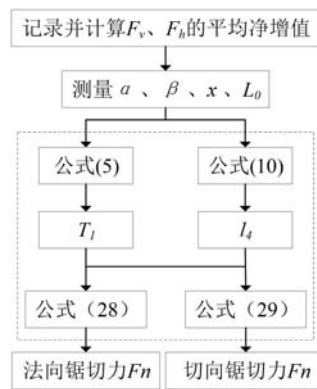 记录并计算Fv、Fh的平均净增值
测量α、β、x、L0
公式(5)
公式(10)
T1
l4
公式（28）
公式（29）
法向锯切力Fn
切向锯切力Fn